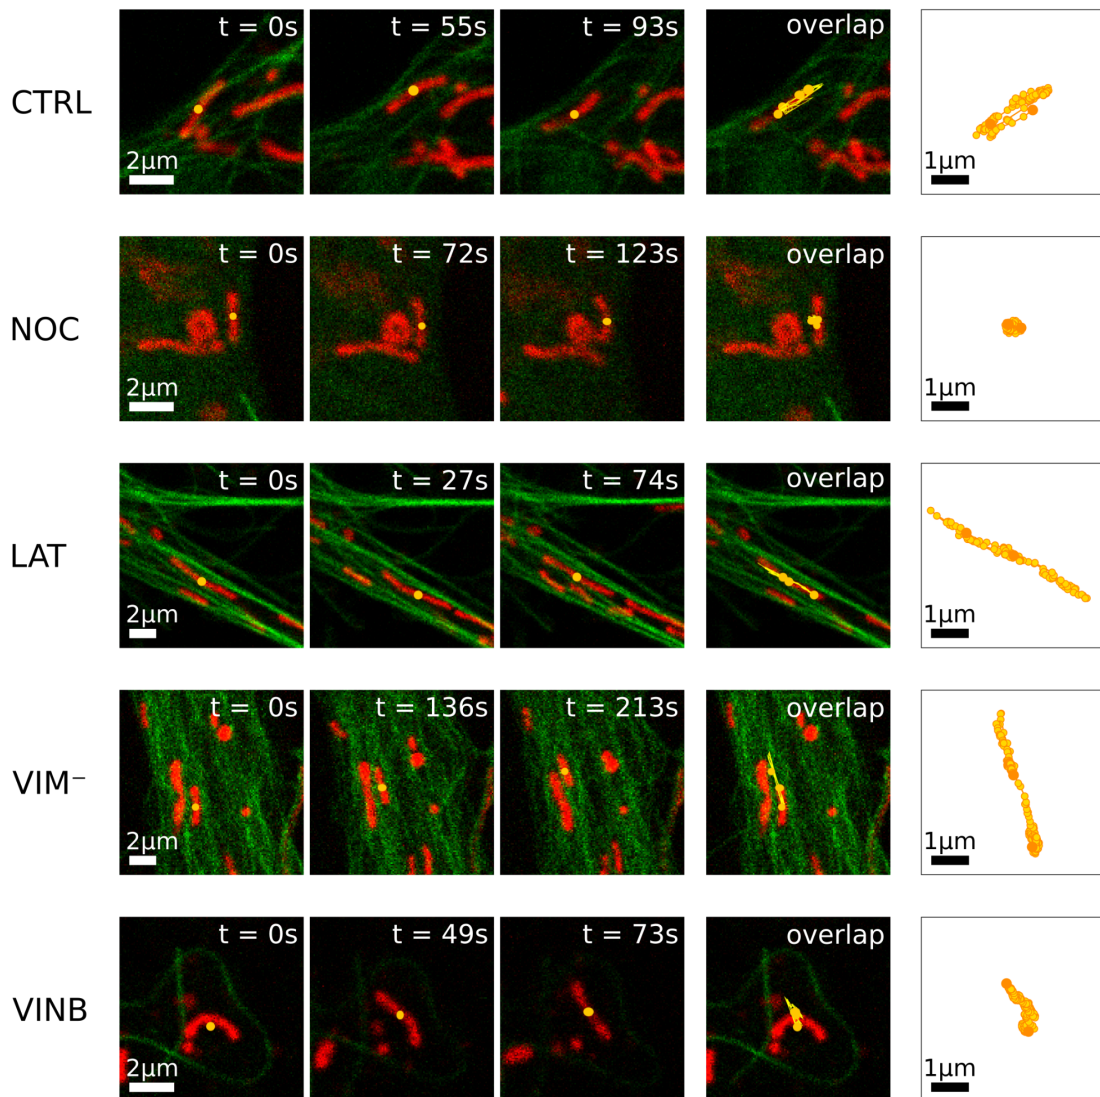 CTRL
t = 0s
t = 55s
t = 93s
overlap
2μm
1μm
NOC
t = 0s
t = 72s
t = 123s
overlap
2μm
1μm
LAT
t = 0s
t = 27s
t = 74s
overlap
2μm
1μm
VIM⁻
t = 0s
t = 136s
t = 213s
overlap
2μm
1μm
VINB
t = 0s
t = 49s
t = 73s
overlap
2μm
1μm